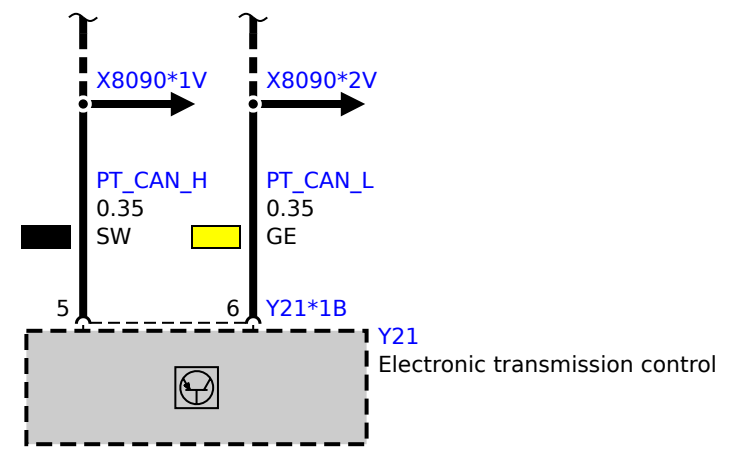 X8090*1V
X8090*2V
PT_CAN_H
0.35
SW
PT_CAN_L
0.35
GE
5
6
Y21*1B
Y21
Electronic transmission control